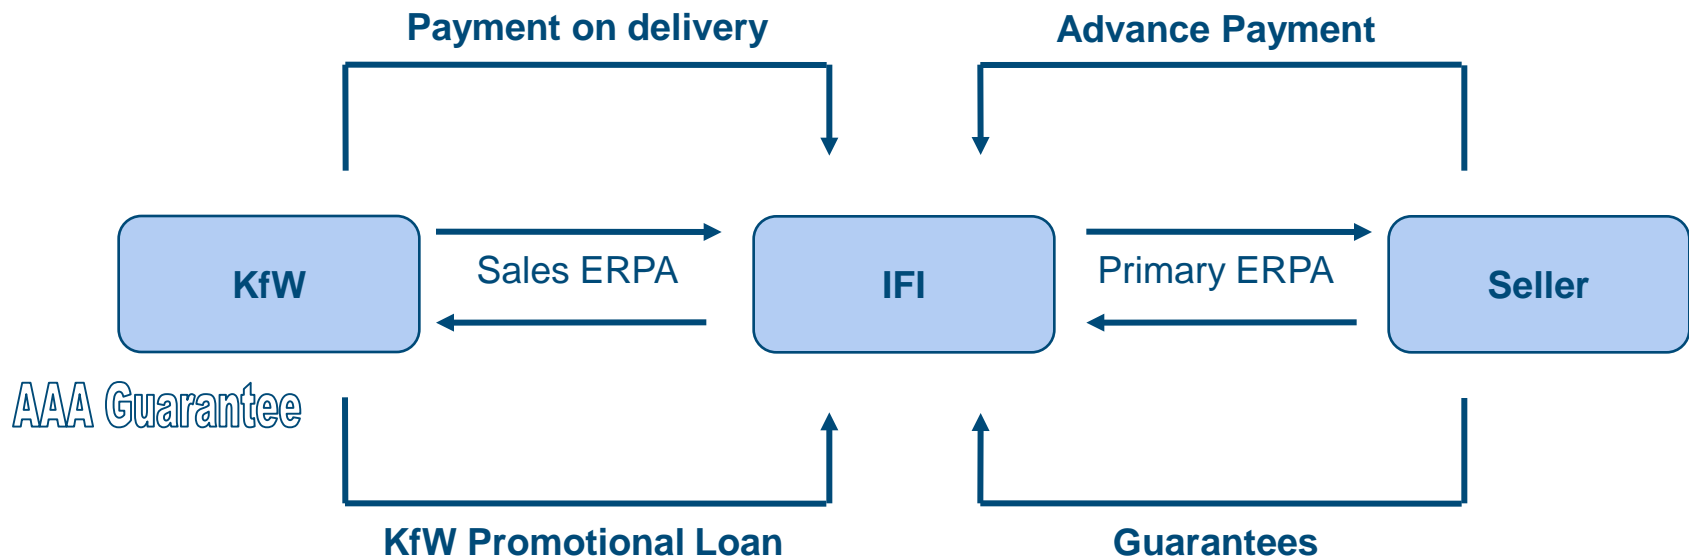 Payment on delivery
Advance Payment
KfW
Sales ERPA
IFI
Primary ERPA
Seller
AAA Guarantee
KfW Promotional Loan
Guarantees